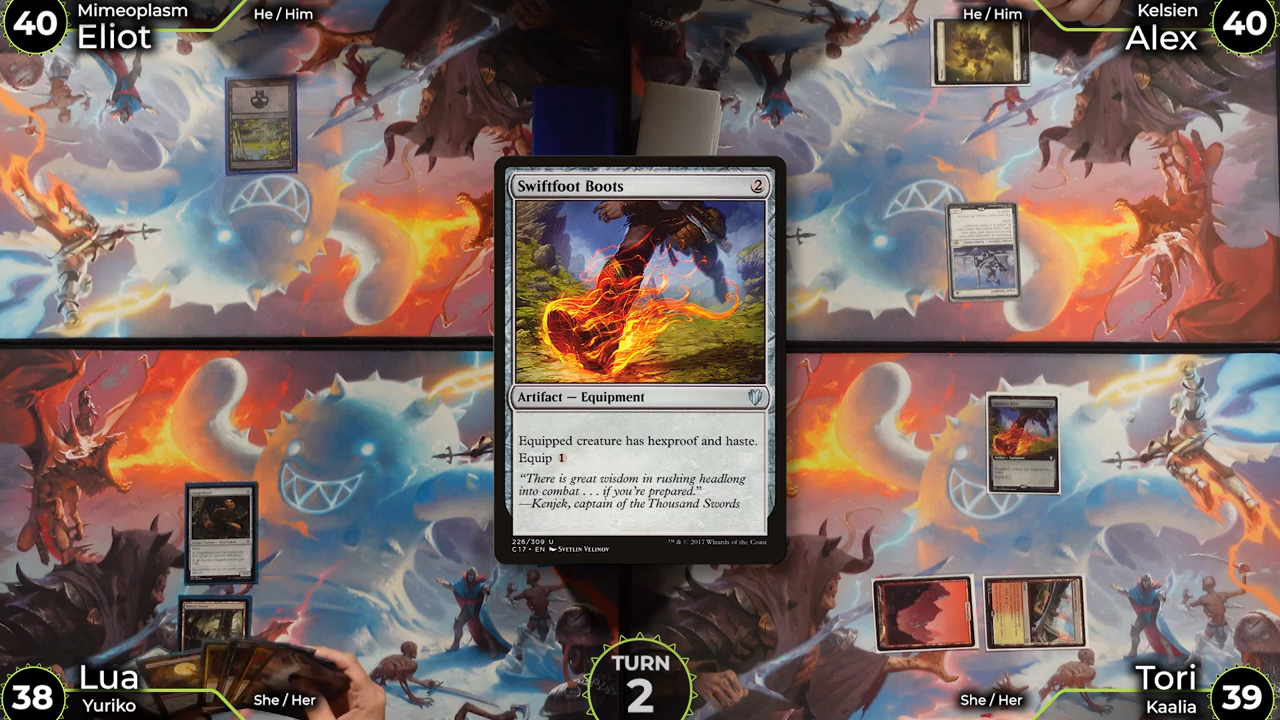 40
Mimeoplasm
Eliot
He / Him
He / Him
Kelsien
Alex
40
Swiftfoot Boots
2
Artifact — Equipment
Equipped creature has hexproof and haste.
Equip 1
“There is great wisdom in rushing headlong
into combat . . . if you’re prepared.”
—Kenjek, captain of the Thousand Swords
226/309 U
C17 • EN SVETLIN VELINOV
™ & © 2017 Wizards of the Coast
38
Lua
Yuriko
She / Her
TURN
2
She / Her
Tori
Kaalia
39